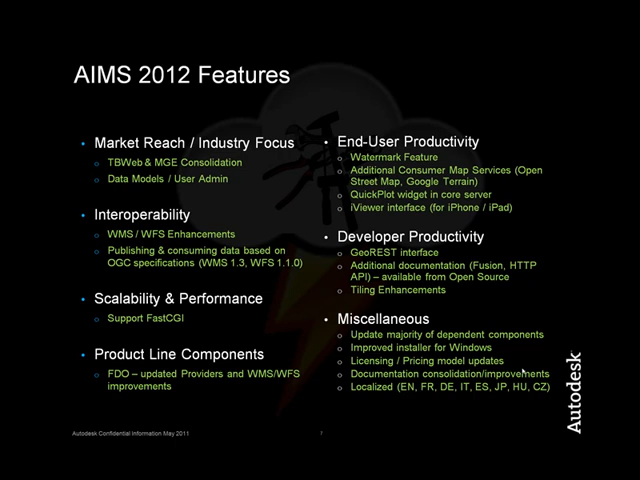 AIMS 2012 Features
• Market Reach / Industry Focus
o TBWeb & MGE Consolidation
o Data Models / User Admin
• Interoperability
o WMS / WFS Enhancements
o Publishing & consuming data based on
OGC specifications (WMS 1.3, WFS 1.1.0)
• Scalability & Performance
o Support FastCGI
• Product Line Components
o FDO – updated Providers and WMS/WFS
improvements
• End-User Productivity
o Watermark Feature
o Additional Consumer Map Services (Open
Street Map, Google Terrain)
o QuickPlot widget in core server
o iViewer interface (for iPhone / iPad)
• Developer Productivity
o GeoREST interface
o Additional documentation (Fusion, HTTP
API) – available from Open Source
o Tiling Enhancements
• Miscellaneous
o Update majority of dependent components
o Improved installer for Windows
o Licensing / Pricing model updates
o Documentation consolidation/improvements
o Localized (EN, FR, DE, IT, ES, JP, HU, CZ)
Autodesk
Autodesk Confidential Information May 2011
7